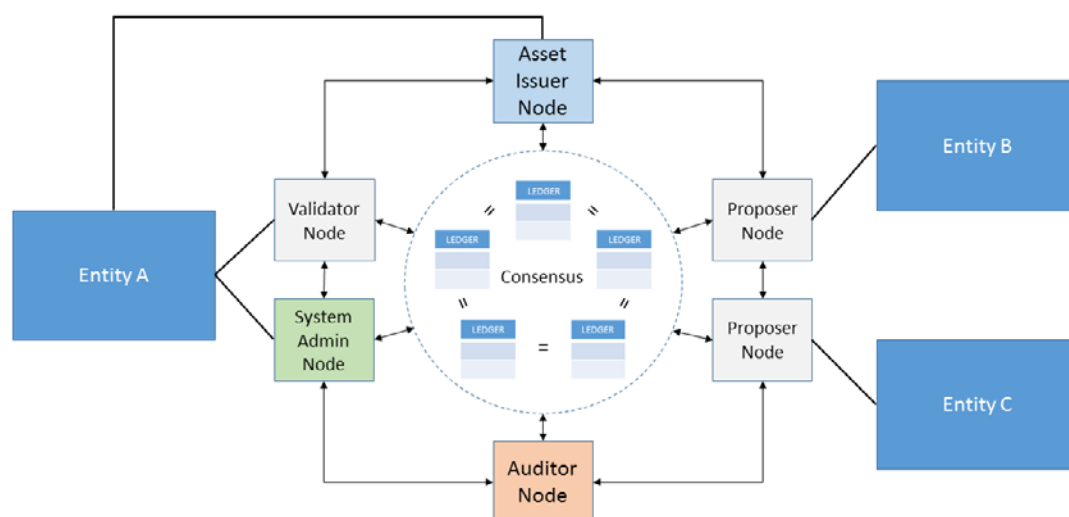 Asset
Issuer
Node
Entity B
LEDGER
Validator
Node
Proposer
Node
LEDGER
LEDGER
=
=
Entity A
Consensus
=
=
System
Admin
Node
LEDGER
=
LEDGER
Proposer
Node
Entity C
Auditor
Node